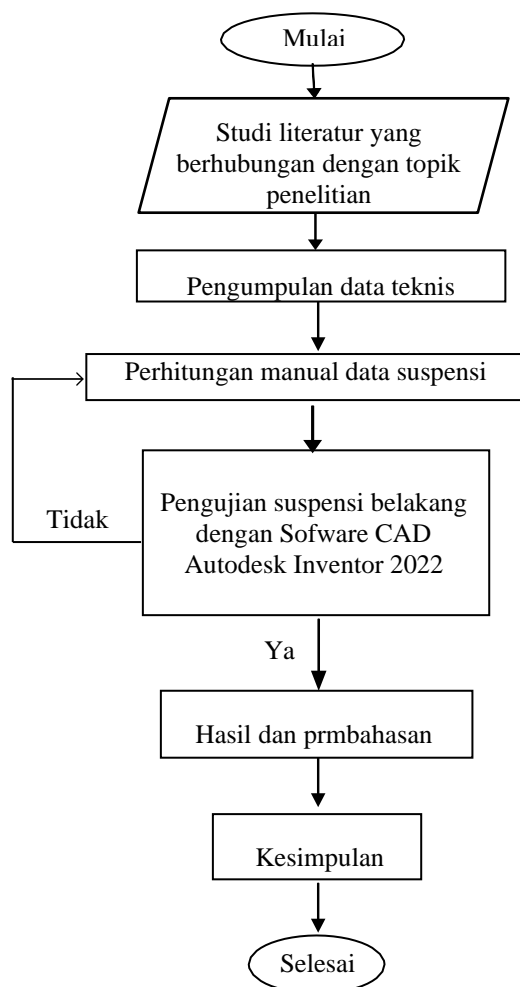 Mulai
Studi literatur yang
berhubungan dengan topik
penelitian
Pengumpulan data teknis
Perhitungan manual data suspensi
Pengujian suspensi belakang
dengan Sofware CAD
Autodesk Inventor 2022
Tidak
Ya
Hasil dan prmbahasan
Kesimpulan
Selesai